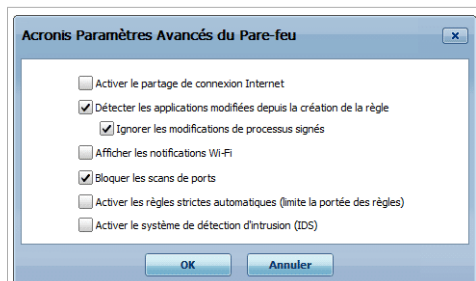 Acronis Paramètres Avancés du Pare-feu
Activer le partage de connexion Internet
Détecter les applications modifiées depuis la création de la règle
Ignorer les modifications de processus signés
Afficher les notifications Wi-Fi
Bloquer les scans de ports
Activer les règles strictes automatiques (limite la portée des règles)
Activer le système de détection d'intrusion (IDS)
OK Annuler